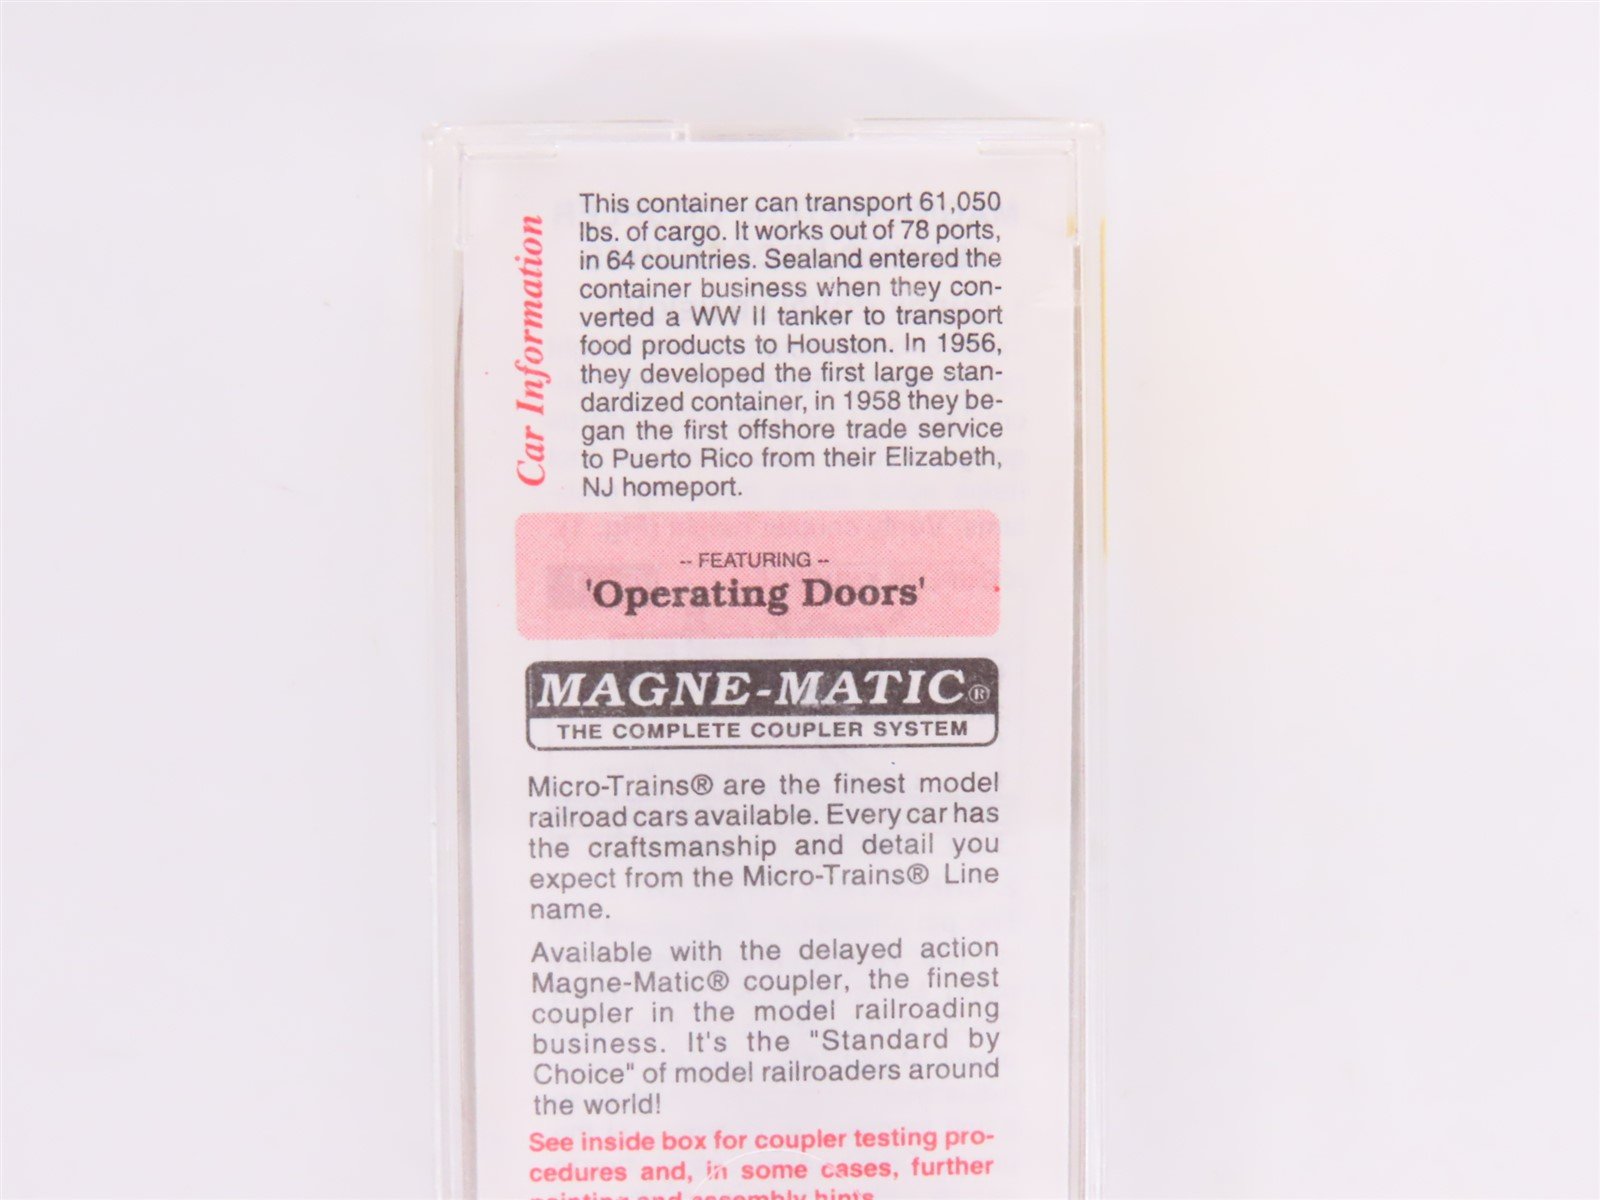 Car Information
This container can transport 61,050
lbs. of cargo. It works out of 78 ports,
in 64 countries. Sealand entered the
container business when they con-
verted a WW II tanker to transport
food products to Houston. In 1956,
they developed the first large stan-
dardized container, in 1958 they be-
gan the first offshore trade service
to Puerto Rico from their Elizabeth,
NJ homeport.
-- FEATURING --
'Operating Doors'
MAGNE-MATIC®
THE COMPLETE COUPLER SYSTEM
Micro-Trains® are the finest model
railroad cars available. Every car has
the craftsmanship and detail you
expect from the Micro-Trains® Line
name.
Available with the delayed action
Magne-Matic® coupler, the finest
coupler in the model railroading
business. It's the "Standard by
Choice" of model railroaders around
the world!
See inside box for coupler testing pro-
cedures and, in some cases, further
painting and assembly hints